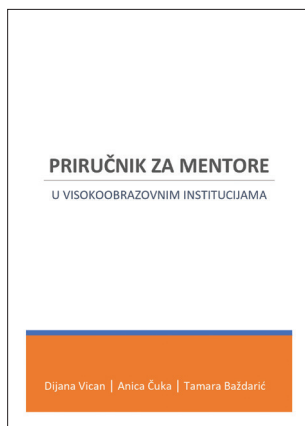 PRIRUČNIK ZA MENTORE
U VISOKOOBRAZOVNIM INSTITUCIJAMA
Dijana Vican | Anica Čuka | Tamara Baždarić